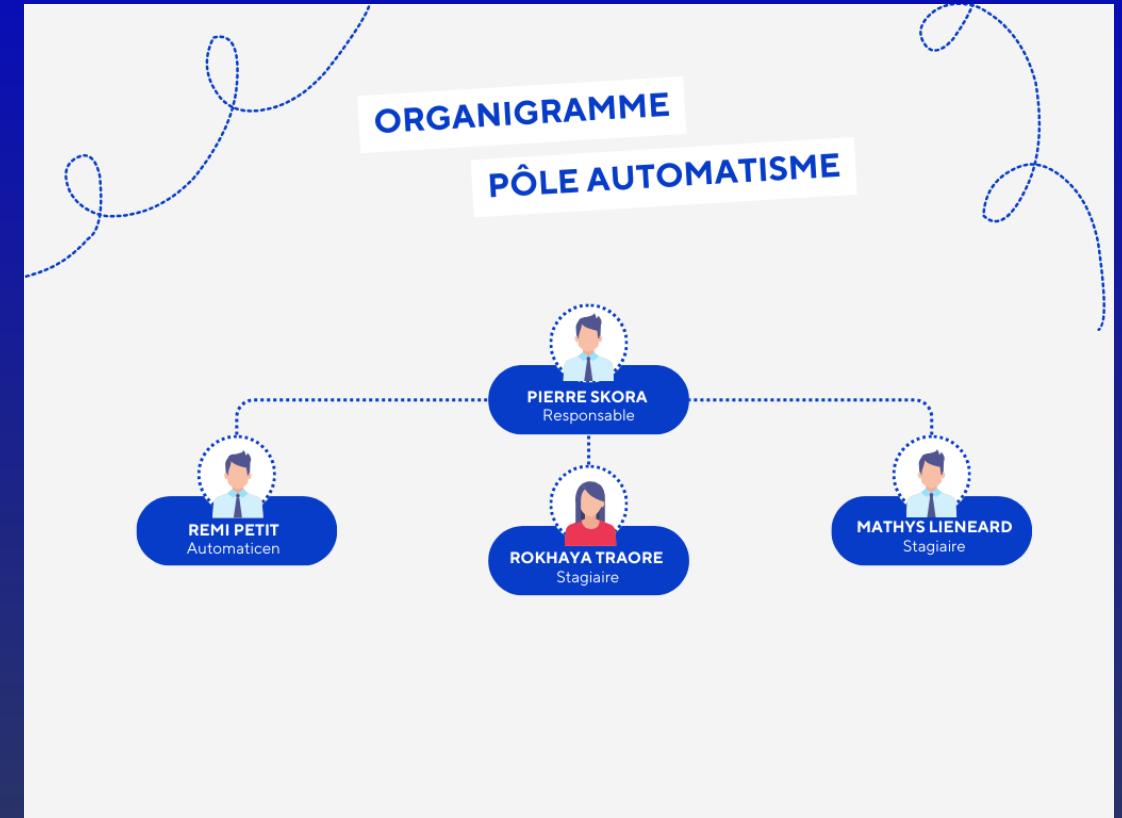 ORGANIGRAMME
PÔLE AUTOMATISME
PIERRE SKORA
Responsable
REMI PETIT
Automaticen
ROKHAYA TRAORE
Stagiaire
MATHYS LIENEARD
Stagiaire